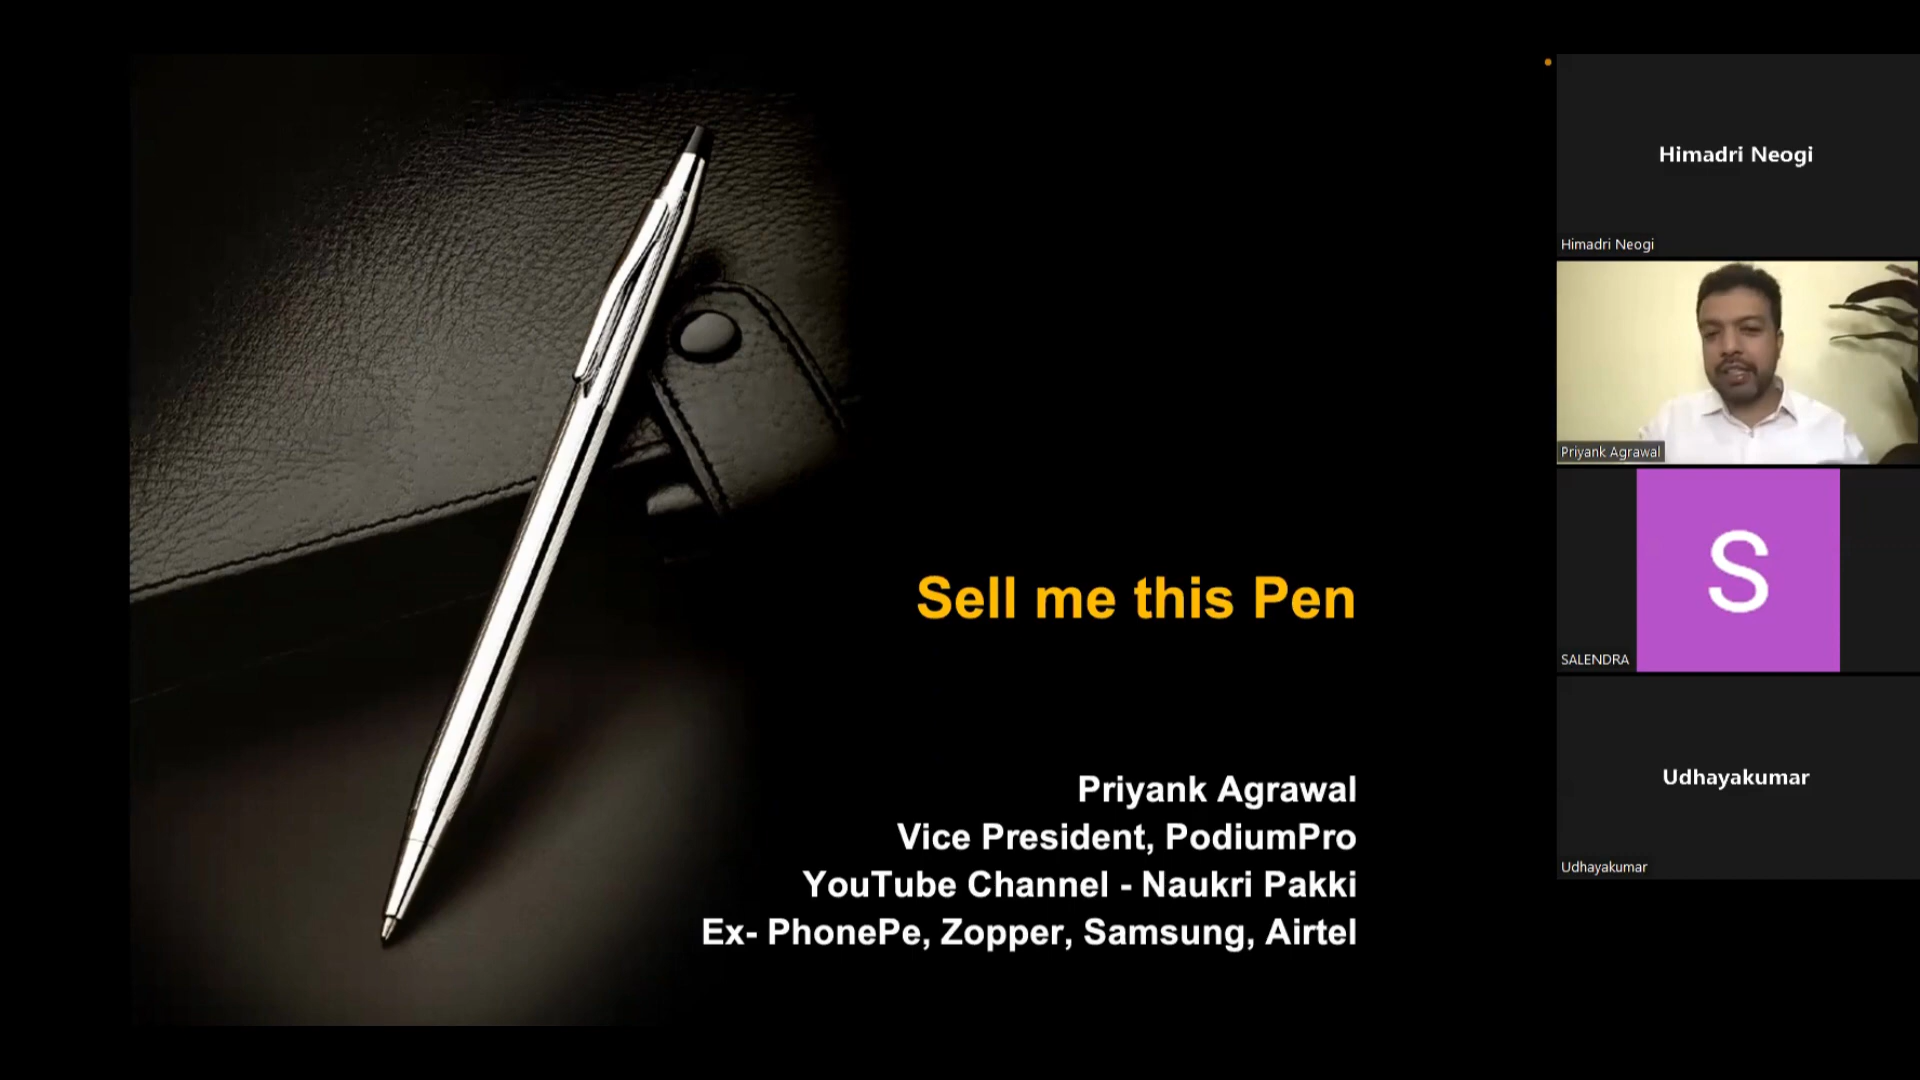 Sell me this Pen
Priyank Agrawal
Vice President, PodiumPro
YouTube Channel - Naukri Pakki
Ex- PhonePe, Zopper, Samsung, Airtel
Himadri Neogi
Himadri Neogi
Priyank Agrawal
S
SALENDRA
Udhayakumar
Udhayakumar